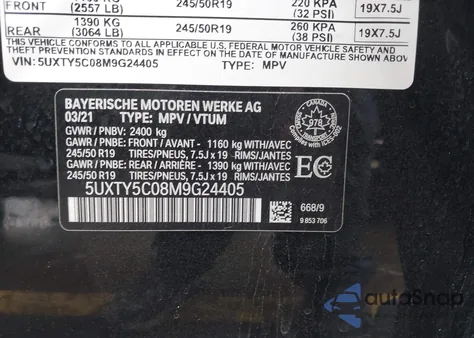 FRONT (2557 LB) 245/50R19 220 KPA (32 PSI) 19X7.5J
REAR 1390 KG (3064 LB) 245/50R19 260 KPA (38 PSI) 19X7.5J
THIS VEHICLE CONFORMS TO ALL APPLICABLE U.S. FEDERAL MOTOR VEHICLE SAFETY, BUMPER AND
THEFT PREVENTION STANDARDS IN EFFECT ON THE DATE OF MANUFACTURE SHOWN ABOVE.
VIN: 5UXTY5C08M9G24405 TYPE: MPV
BAYERISCHE MOTOREN WERKE AG
03/21 TYPE: MPV / VTUM
GVWR / PNBV: 2400 kg
GAWR / PNBE: FRONT / AVANT - 1160 kg WITH/AVEC
245/50 R19 TIRES/PNEUS, 7.5J x 19 RIMS/JANTES
GAWR / PNBE: REAR / ARRIÈRE - 1390 kg WITH/AVEC
245/50 R19 TIRES/PNEUS, 7.5J x 19 RIMS/JANTES
CANADA
978
EC
5UXTY5C08M9G24405
668/9
9 853 706
autoSnap